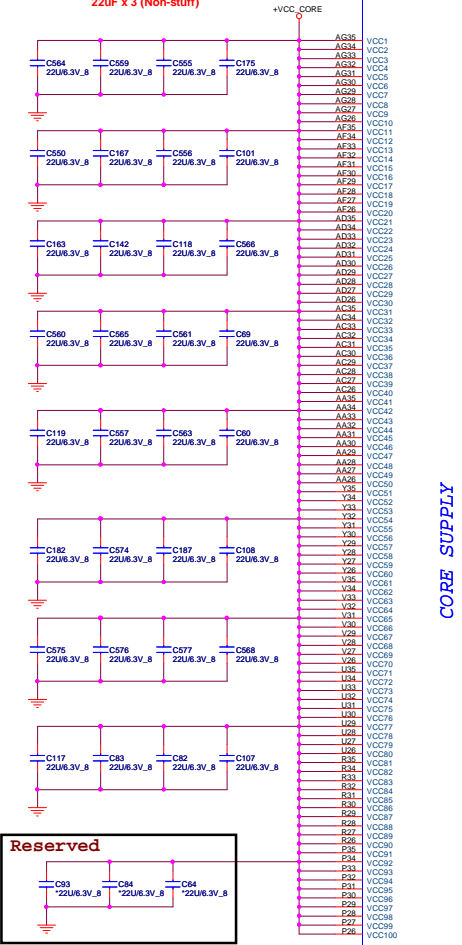 22uF x 3 (Non-stuff)
+VCC_CORE
C564 C559 C555 C175
22U/6.3V_8 22U/6.3V_8 22U/6.3V_8 22U/6.3V_8
C550 C167 C556 C101
22U/6.3V_8 22U/6.3V_8 22U/6.3V_8 22U/6.3V_8
C163 C142 C118 C566
22U/6.3V_8 22U/6.3V_8 22U/6.3V_8 22U/6.3V_8
C560 C565 C561 C69
22U/6.3V_8 22U/6.3V_8 22U/6.3V_8 22U/6.3V_8
C119 C557 C563 C60
22U/6.3V_8 22U/6.3V_8 22U/6.3V_8 22U/6.3V_8
C182 C574 C187 C108
22U/6.3V_8 22U/6.3V_8 22U/6.3V_8 22U/6.3V_8
C575 C576 C577 C568
22U/6.3V_8 22U/6.3V_8 22U/6.3V_8 22U/6.3V_8
C117 C83 C82 C107
22U/6.3V_8 22U/6.3V_8 22U/6.3V_8 22U/6.3V_8
Reserved
C93 C84 C64
*22U/6.3V_8 *22U/6.3V_8 *22U/6.3V_8
AG35 VCC1
AG34 VCC2
AG33 VCC3
AG32 VCC4
AG31 VCC5
AG30 VCC6
AG29 VCC7
AG28 VCC8
AG27 VCC9
AG26 VCC10
AF35 VCC11
AF34 VCC12
AF33 VCC13
AF32 VCC14
AF31 VCC15
AF30 VCC16
AF29 VCC17
AF28 VCC18
AF27 VCC19
AF26 VCC20
AD35 VCC21
AD34 VCC22
AD33 VCC23
AD32 VCC24
AD31 VCC25
AD30 VCC26
AD29 VCC27
AD28 VCC28
AD27 VCC29
AD26 VCC30
AC35 VCC31
AC34 VCC32
AC33 VCC33
AC32 VCC34
AC31 VCC35
AC30 VCC36
AC29 VCC37
AC28 VCC38
AC27 VCC39
AC26 VCC40
AA35 VCC41
AA34 VCC42
AA33 VCC43
AA32 VCC44
AA31 VCC45
AA30 VCC46
AA29 VCC47
AA28 VCC48
AA27 VCC49
AA26 VCC50
Y35 VCC51
Y34 VCC52
Y33 VCC53
Y32 VCC54
Y31 VCC55
Y30 VCC56
Y29 VCC57
Y28 VCC58
Y27 VCC59
Y26 VCC60
V35 VCC61
V34 VCC62
V33 VCC63
V32 VCC64
V31 VCC65
V30 VCC66
V29 VCC67
V28 VCC68
V27 VCC69
V26 VCC70
U35 VCC71
U34 VCC72
U33 VCC73
U32 VCC74
U31 VCC75
U30 VCC76
U29 VCC77
U28 VCC78
U27 VCC79
U26 VCC80
R35 VCC81
R34 VCC82
R33 VCC83
R32 VCC84
R31 VCC85
R30 VCC86
R29 VCC87
R28 VCC88
R27 VCC89
R26 VCC90
P35 VCC91
P34 VCC92
P33 VCC93
P32 VCC94
P31 VCC95
P30 VCC96
P29 VCC97
P28 VCC98
P27 VCC99
P26 VCC100
CORE SUPPLY